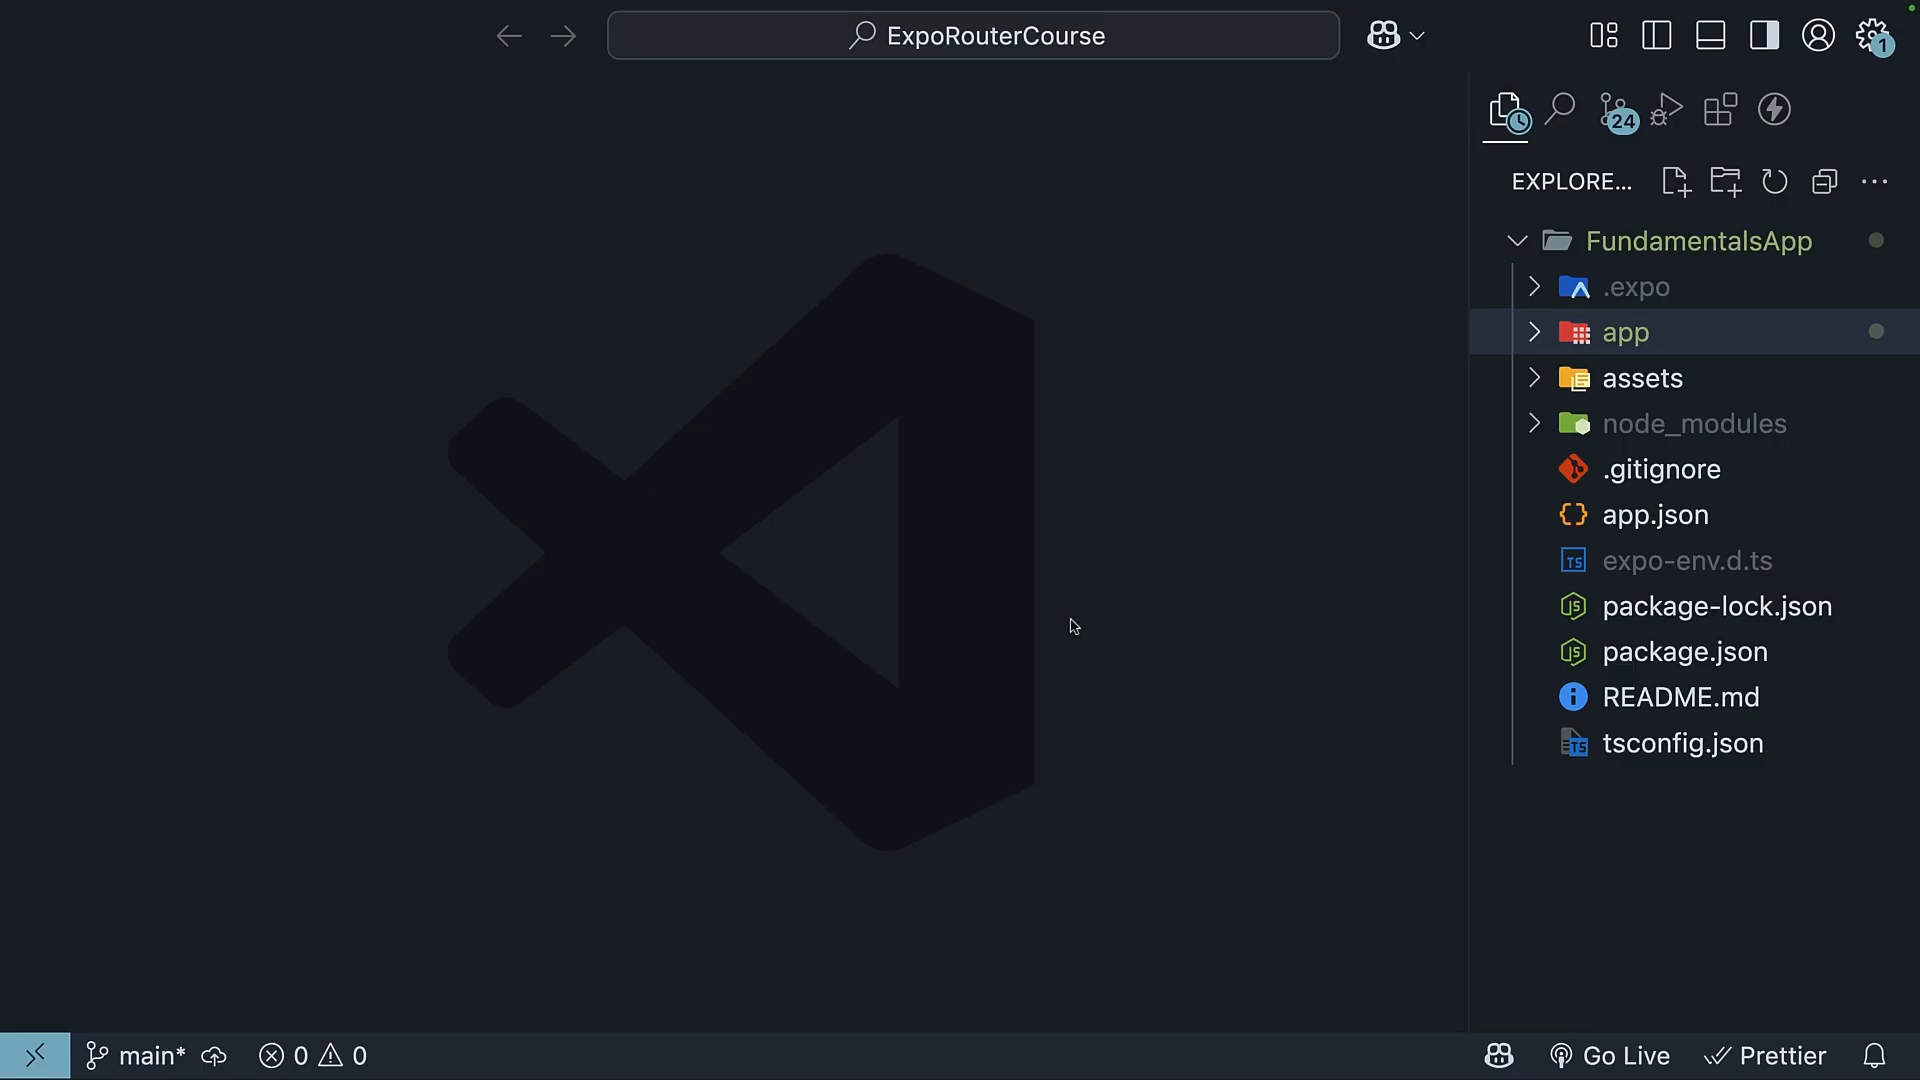 ExpoRouterCourse
1
24
EXPLORE...
FundamentalsApp
.expo
app
assets
node_modules
.gitignore
app.json
expo-env.d.ts
package-lock.json
package.json
README.md
tsconfig.json
main* 0 0 Go Live Prettier